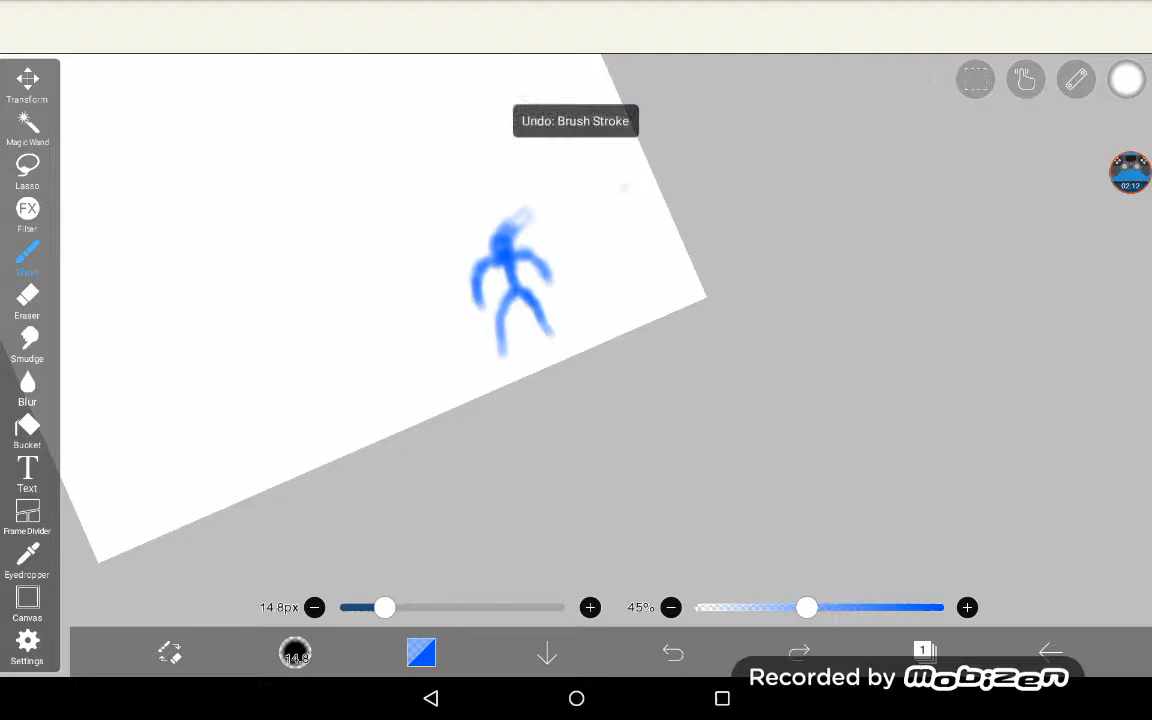 Undo: Brush Stroke
Transform
Magic Wand
Lasso
FX
Filter
Brush
Eraser
Smudge
Blur
Bucket
T
Text
Frame Divider
Eyedropper
Canvas
Settings
02:12
14.8px
45%
14.8
1
Recorded by mobizen